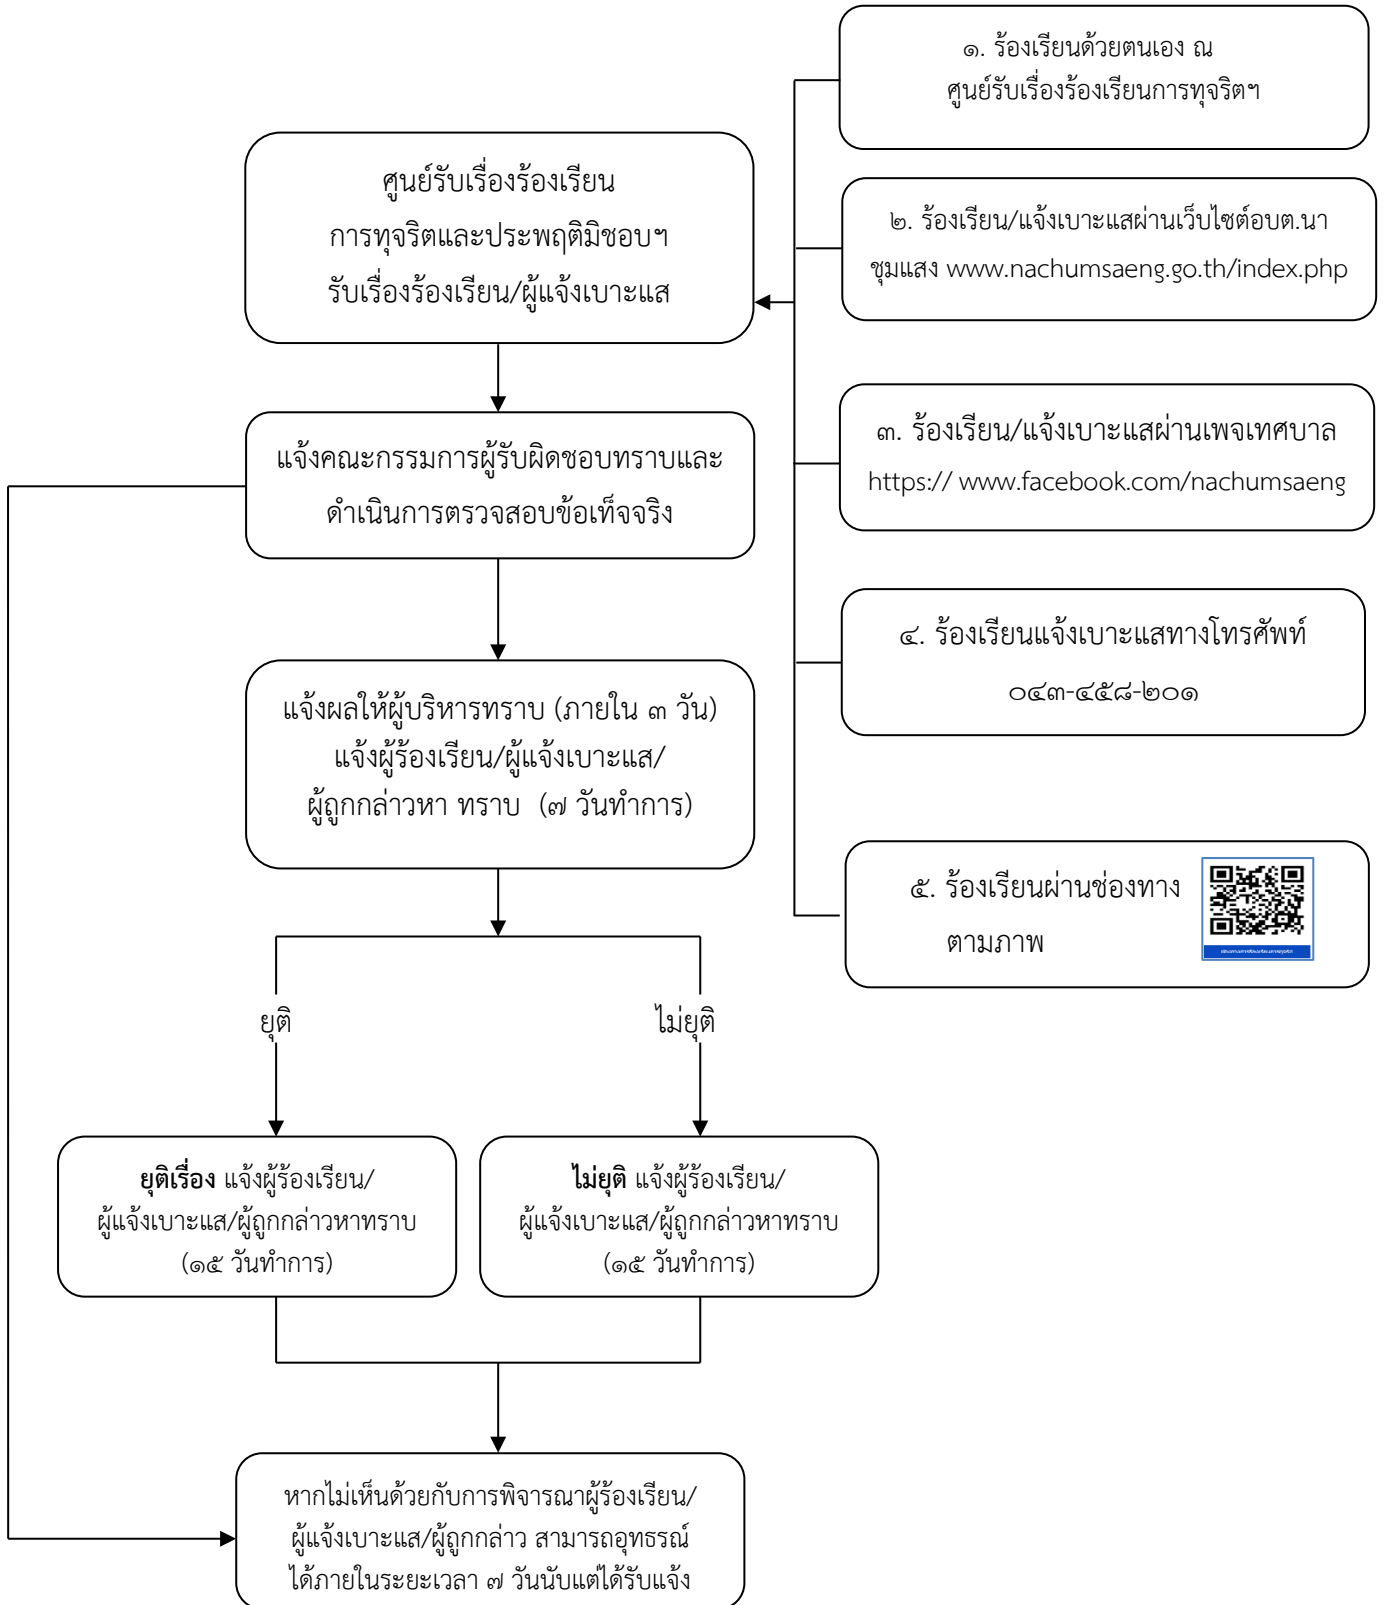 ๑. ร้องเรียนด้วยตนเอง ณ
ศูนย์รับเรื่องร้องเรียนการทุจริตฯ
ศูนย์รับเรื่องร้องเรียน
การทุจริตและประพฤติมิชอบฯ
รับเรื่องร้องเรียน/ผู้แจ้งเบาะแส
๒. ร้องเรียน/แจ้งเบาะแสผ่านเว็บไซต์อบต.นา
ชุมแสง www.nachumsaeng.go.th/index.php
๓. ร้องเรียน/แจ้งเบาะแสผ่านเพจเทศบาล
https:// www.facebook.com/nachumsaeng
แจ้งคณะกรรมการผู้รับผิดชอบทราบและ
ดำเนินการตรวจสอบข้อเท็จจริง
๔. ร้องเรียนแจ้งเบาะแสทางโทรศัพท์
๐๔๓-๔๕๘-๒๐๑
แจ้งผลให้ผู้บริหารทราบ (ภายใน ๓ วัน)
แจ้งผู้ร้องเรียน/ผู้แจ้งเบาะแส/
ผู้ถูกกล่าวหา ทราบ (๗ วันทำการ)
๕. ร้องเรียนผ่านช่องทาง
ตามภาพ
ยุติ
ไม่ยุติ
ยุติเรื่อง แจ้งผู้ร้องเรียน/
ผู้แจ้งเบาะแส/ผู้ถูกกล่าวหาทราบ
(๑๕ วันทำการ)
ไม่ยุติ แจ้งผู้ร้องเรียน/
ผู้แจ้งเบาะแส/ผู้ถูกกล่าวหาทราบ
(๑๕ วันทำการ)
หากไม่เห็นด้วยกับการพิจารณาผู้ร้องเรียน/
ผู้แจ้งเบาะแส/ผู้ถูกกล่าว สามารถอุทธรณ์
ได้ภายในระยะเวลา ๗ วันนับแต่ได้รับแจ้ง